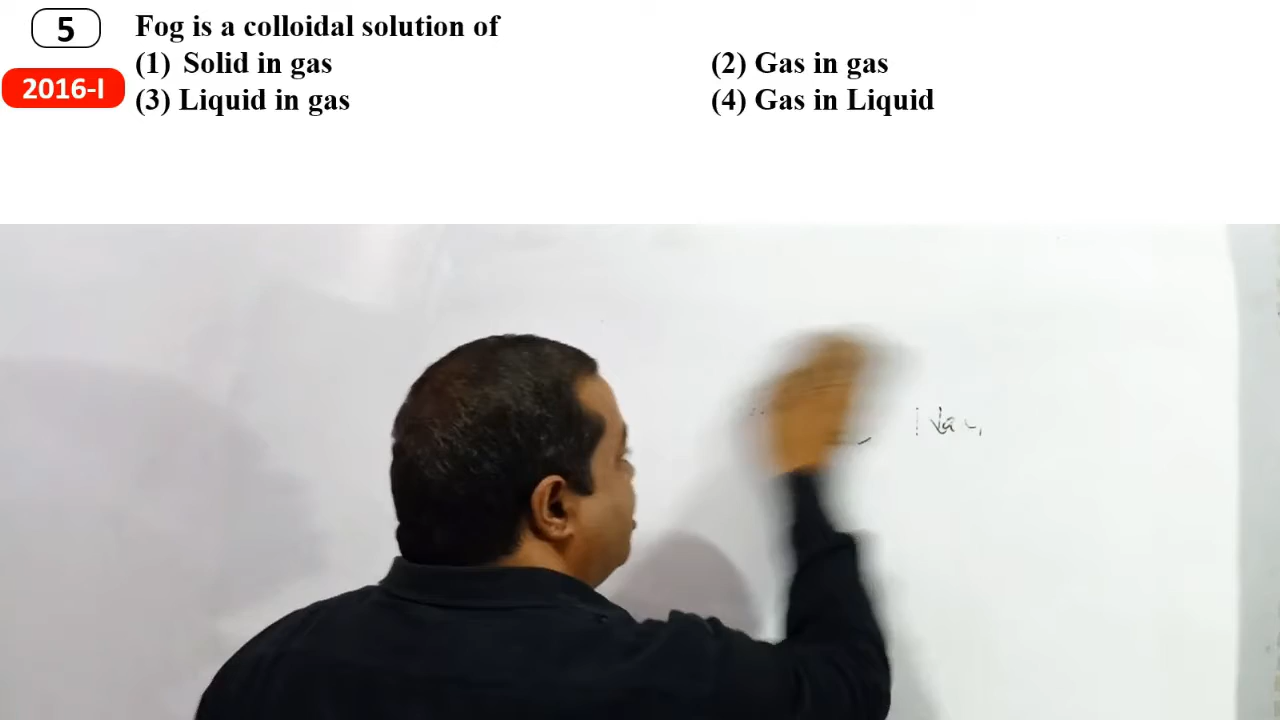 5 Fog is a colloidal solution of
(1) Solid in gas (2) Gas in gas
2016-I
(3) Liquid in gas (4) Gas in Liquid